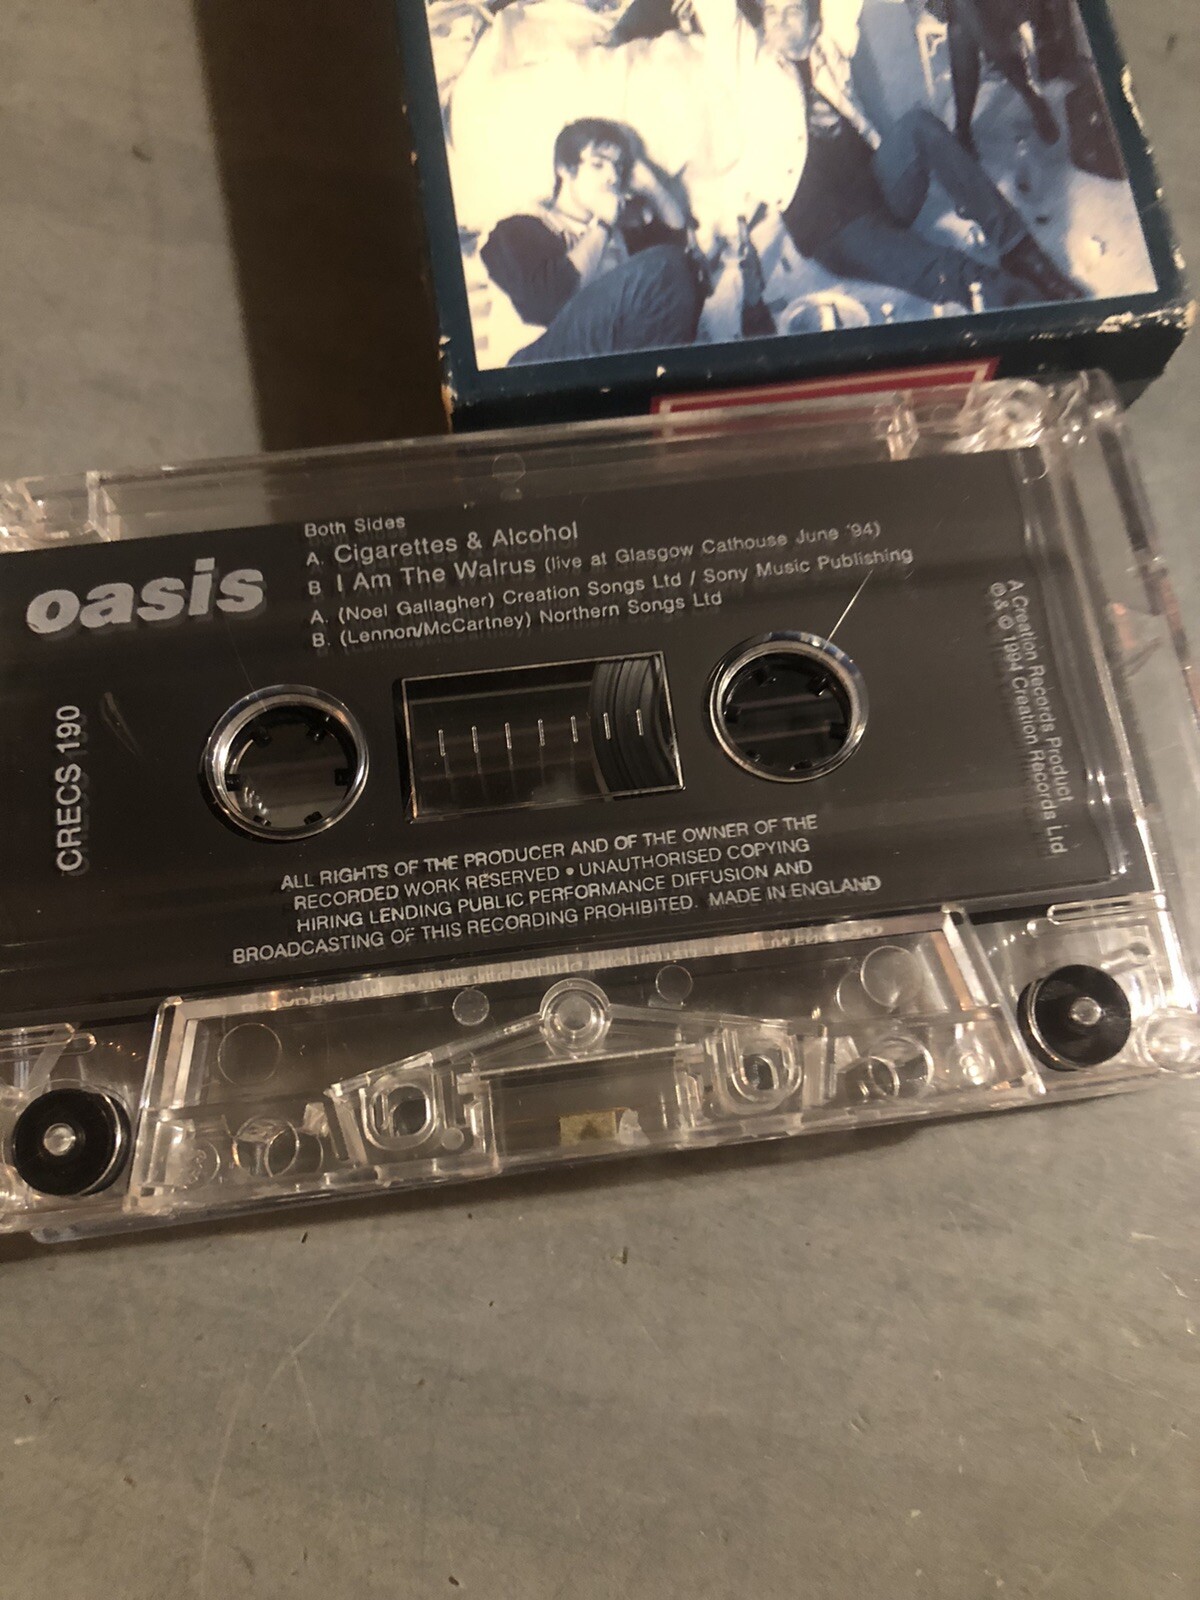 oasis
Both Sides
A. Cigarettes & Alcohol
B I Am The Walrus (live at Glasgow Cathouse June '94)
A. (Noel Gallagher) Creation Songs Ltd / Sony Music Publishing
B. (Lennon/McCartney) Northern Songs Ltd
CRECS 190
A Creation Records Product
℗ & © 1994 Creation Records Ltd
ALL RIGHTS OF THE PRODUCER AND OF THE OWNER OF THE
RECORDED WORK RESERVED • UNAUTHORISED COPYING
HIRING LENDING PUBLIC PERFORMANCE DIFFUSION AND
BROADCASTING OF THIS RECORDING PROHIBITED. MADE IN ENGLAND